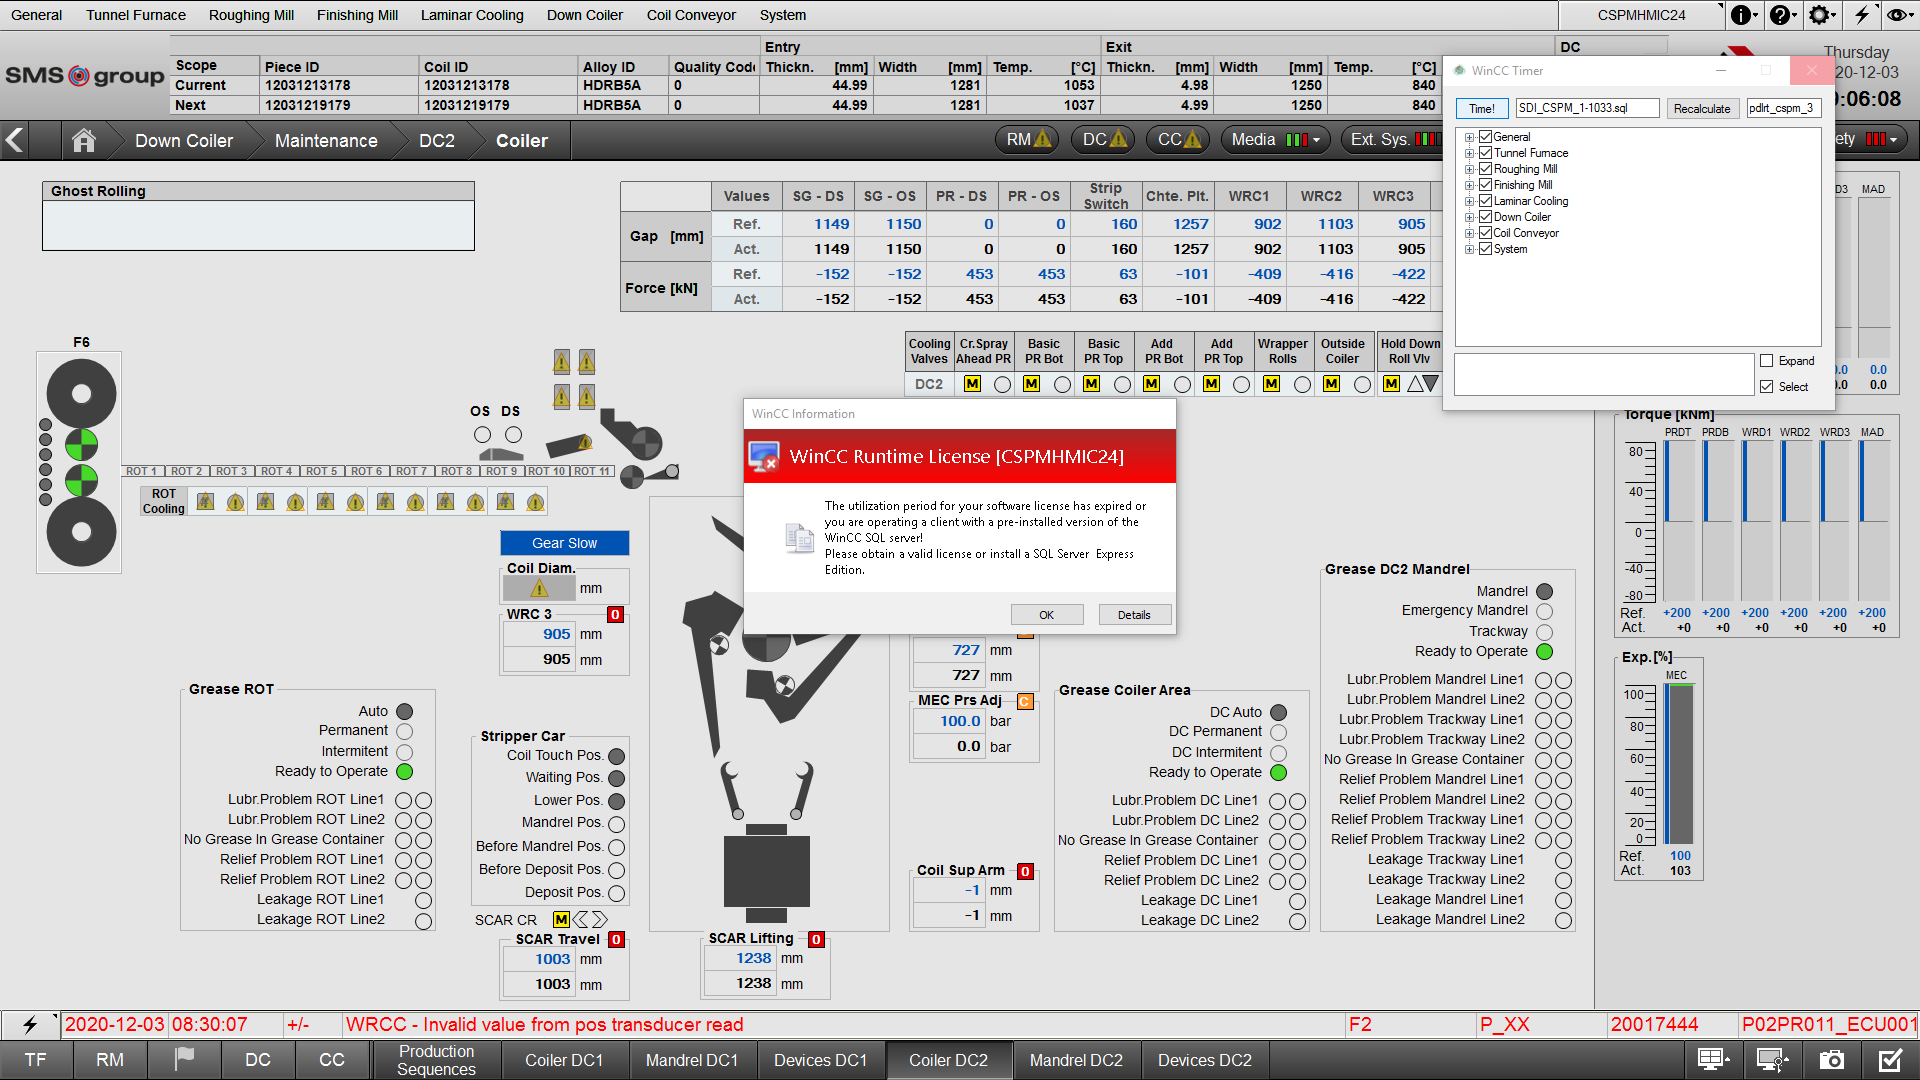 General Tunnel Furnace Roughing Mill Finishing Mill Laminar Cooling Down Coiler Coil Conveyor System CSPMHMIC24
Entry Exit DC
Scope Piece ID Coil ID Alloy ID Quality Code Thickn. [mm] Width [mm] Temp. [°C] Thickn. [mm] Width [mm] Temp. [°C]
Current 12031213178 12031213178 HDRB5A 0 44.99 1281 1053 4.98 1250 840
Next 12031219179 12031219179 HDRB5A 0 44.99 1281 1037 4.98 1250 840
SMS group
Thursday
20-12-03
:06:08
Down Coiler Maintenance DC2 Coiler RM DC CC Media Ext. Sys. ety
WinCC Timer
Time! SDI_CSPM_1-1033.sql Recalculate pdlrt_cspm_3
General
Tunnel Furnace
Roughing Mill
Finishing Mill
Laminar Cooling
Down Coiler
Coil Conveyor
System
Expand
Select
Ghost Rolling
Values SG - DS SG - OS PR - DS PR - OS Strip Switch Chte. Plt. WRC1 WRC2 WRC3
Gap [mm]
Ref. 1149 1150 0 0 160 1257 902 1103 905
Act. 1149 1150 0 0 160 1257 902 1103 905
Force [kN]
Ref. -152 -152 453 453 63 -101 -409 -416 -422
Act. -152 -152 453 453 63 -101 -409 -416 -422
D3 MAD
.0 0.0
0.0 0.0
Cooling Valves Cr.Spray Ahead PR Basic PR Bot Basic PR Top Add PR Bot Add PR Top Wrapper Rolls Outside Coiler Hold Down Roll Vlv
DC2 M M M M M M M M
F6
OS DS
ROT 1 ROT 2 ROT 3 ROT 4 ROT 5 ROT 6 ROT 7 ROT 8 ROT 9 ROT 10 ROT 11
ROT
Cooling
WinCC Information
WinCC Runtime License [CSPMHMIC24]
The utilization period for your software license has expired or
you are operating a client with a pre-installed version of the
WinCC SQL server!
Please obtain a valid license or install a SQL Server Express
Edition.
OK Details
Gear Slow
Coil Diam.
mm
WRC 3 0
905 mm
905 mm
727 mm
727 mm
MEC Prs Adj C
100.0 bar
0.0 bar
Coil Sup Arm 0
-1 mm
-1 mm
Grease ROT
Auto
Permanent
Intermitent
Ready to Operate
Lubr.Problem ROT Line1
Lubr.Problem ROT Line2
No Grease In Grease Container
Relief Problem ROT Line1
Relief Problem ROT Line2
Leakage ROT Line1
Leakage ROT Line2
Stripper Car
Coil Touch Pos.
Waiting Pos.
Lower Pos.
Mandrel Pos.
Before Mandrel Pos.
Before Deposit Pos.
Deposit Pos.
SCAR CR M
SCAR Travel 0
1003 mm
1003 mm
SCAR Lifting 0
1238 mm
1238 mm
Grease Coiler Area
DC Auto
DC Permanent
DC Intermitent
Ready to Operate
Lubr.Problem DC Line1
Lubr.Problem DC Line2
No Grease In Grease Container
Relief Problem DC Line1
Relief Problem DC Line2
Leakage DC Line1
Leakage DC Line2
Grease DC2 Mandrel
Mandrel
Emergency Mandrel
Trackway
Ready to Operate
Lubr.Problem Mandrel Line1
Lubr.Problem Mandrel Line2
Lubr.Problem Trackway Line1
Lubr.Problem Trackway Line2
No Grease In Grease Container
Relief Problem Mandrel Line1
Relief Problem Mandrel Line2
Relief Problem Trackway Line1
Relief Problem Trackway Line2
Leakage Trackway Line1
Leakage Trackway Line2
Leakage Mandrel Line1
Leakage Mandrel Line2
Torque [kNm]
PRDT PRDB WRD1 WRD2 WRD3 MAD
80
40
0
-40
-80
Ref. +200 +200 +200 +200 +200 +200
Act. +0 +0 +0 +0 +0 +0
Exp.[%]
MEC
100
80
60
40
20
0
Ref. 100
Act. 103
2020-12-03 08:30:07 +/- WRCC - Invalid value from pos transducer read F2 P_XX 20017444 P02PR011_ECU001
TF RM DC CC Production Sequences Coiler DC1 Mandrel DC1 Devices DC1 Coiler DC2 Mandrel DC2 Devices DC2